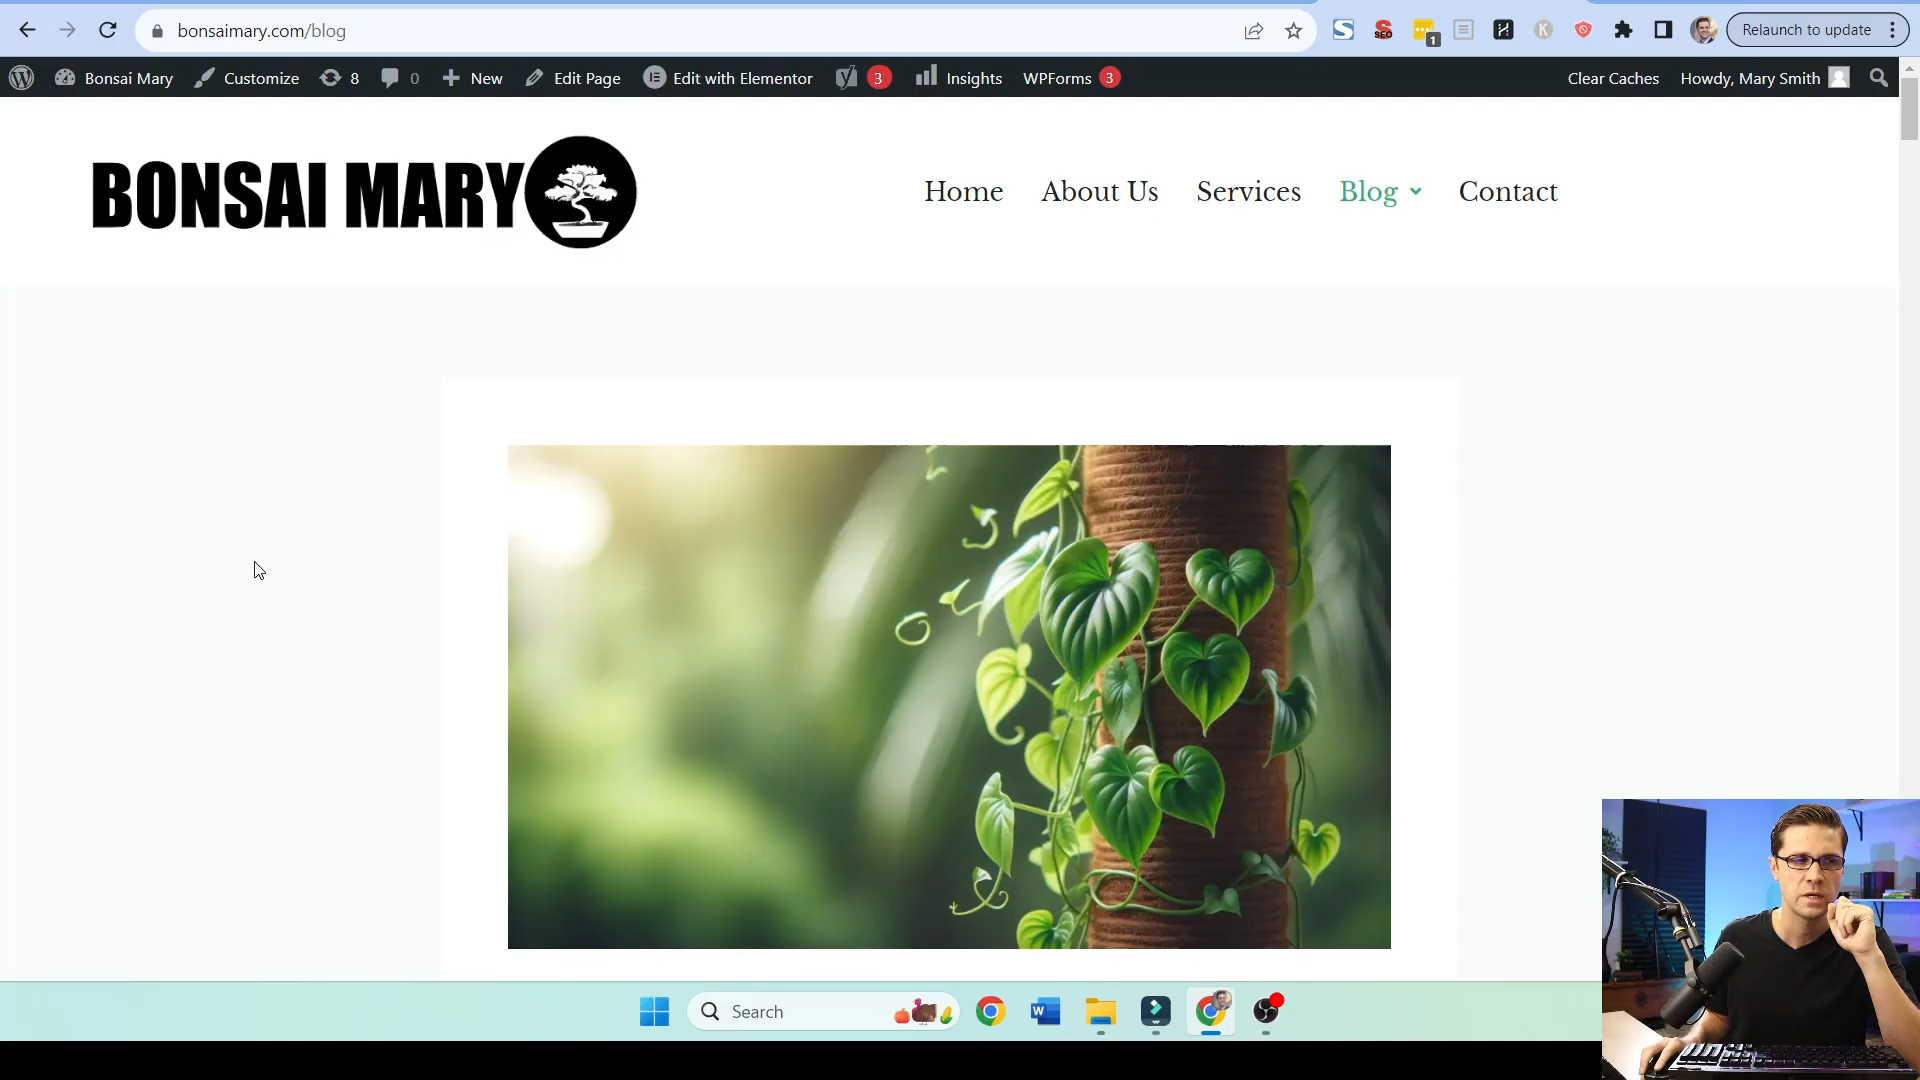 bonsaimary.com/blog
1
K
Relaunch to update
Bonsai Mary
Customize
8
0
New
Edit Page
Edit with Elementor
3
Insights
WPForms
3
Clear Caches
Howdy, Mary Smith
BONSAI MARY
Home
About Us
Services
Blog
Contact
Search
W